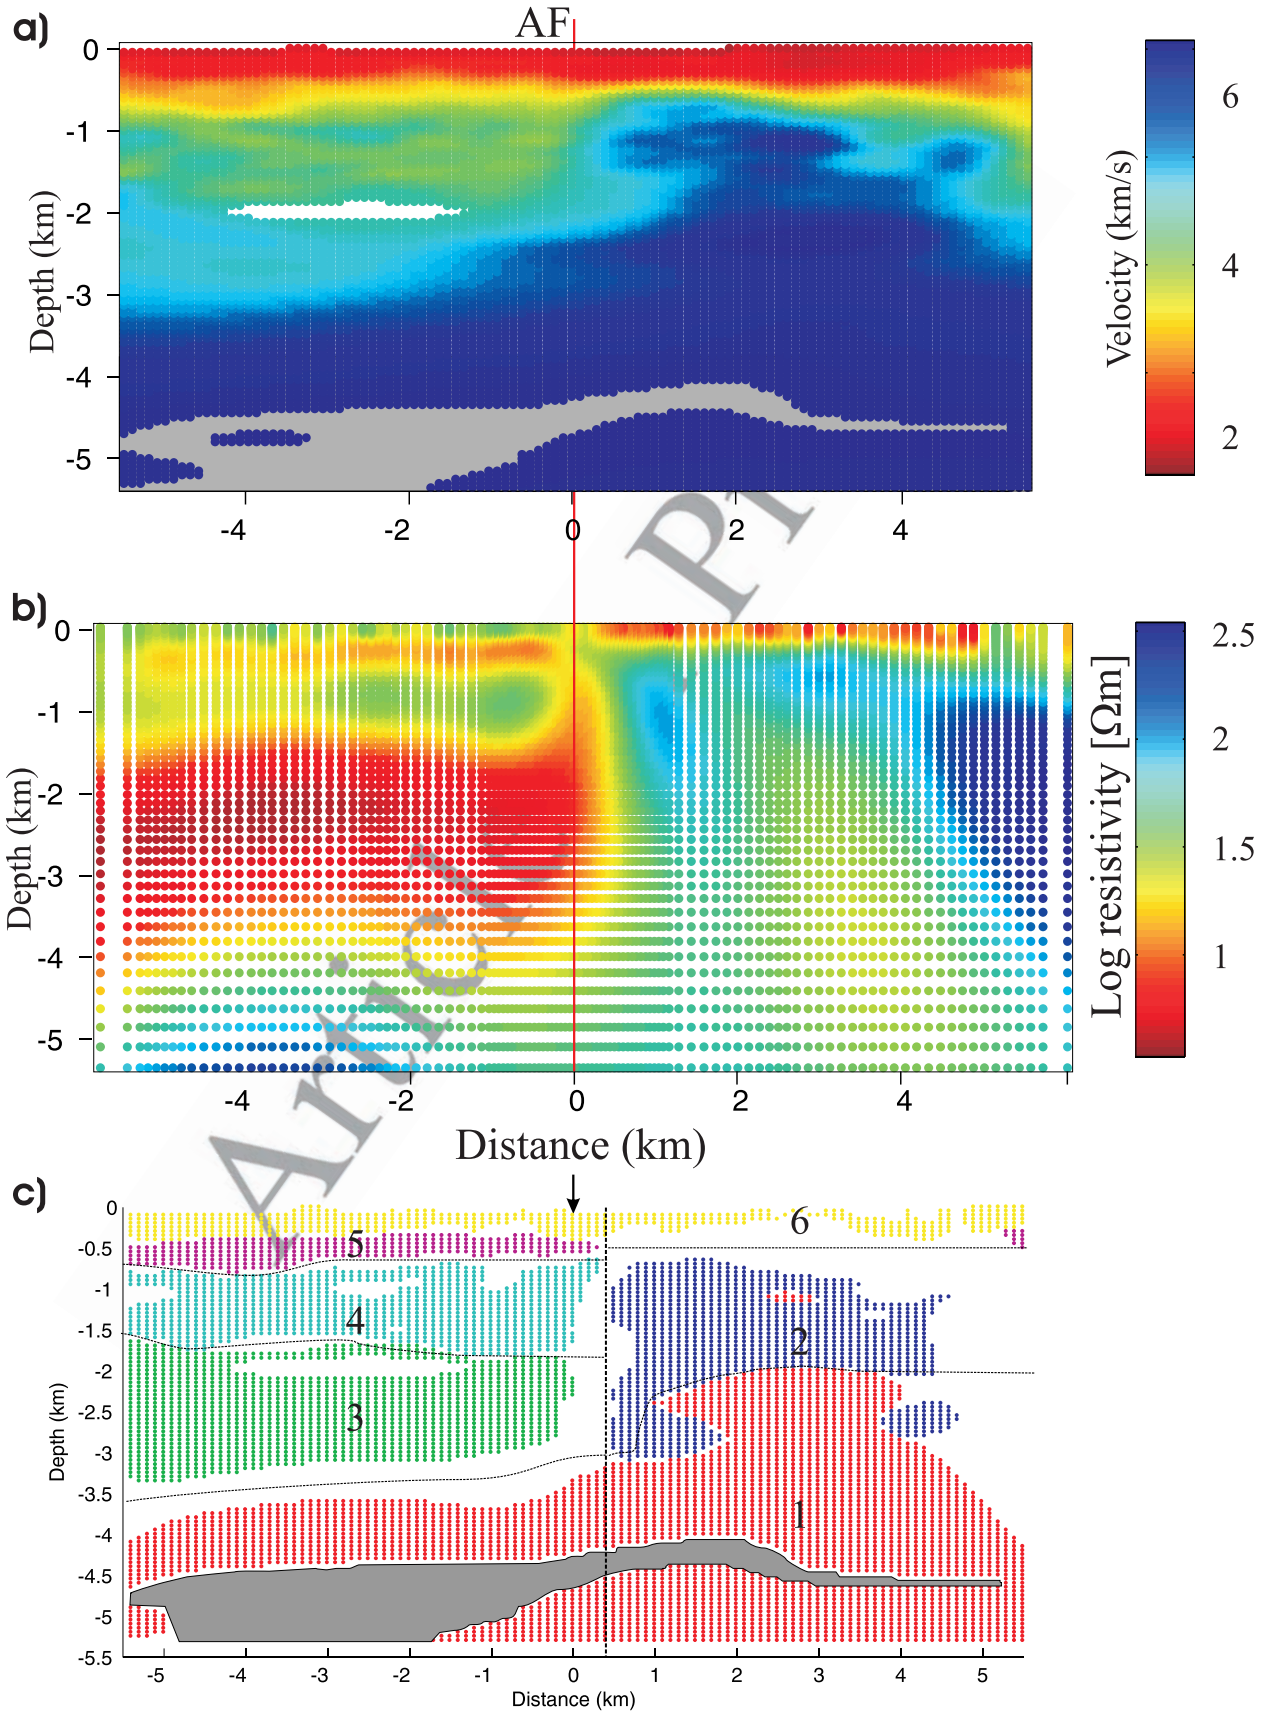 a)
AF
0
-1
-2
-3
-4
-5
Depth (km)
-4 -2 0 2 4
6
4
2
Velocity (km/s)
b)
0
-1
-2
-3
-4
-5
Depth (km)
-4 -2 0 2 4
Distance (km)
2.5
2
1.5
1
Log resistivity [Ωm]
c)
0
-0.5
-1
-1.5
-2
-2.5
-3
-3.5
-4
-4.5
-5
-5.5
Depth (km)
6
5
4
2
3
1
-5 -4 -3 -2 -1 0 1 2 3 4 5
Distance (km)
Article